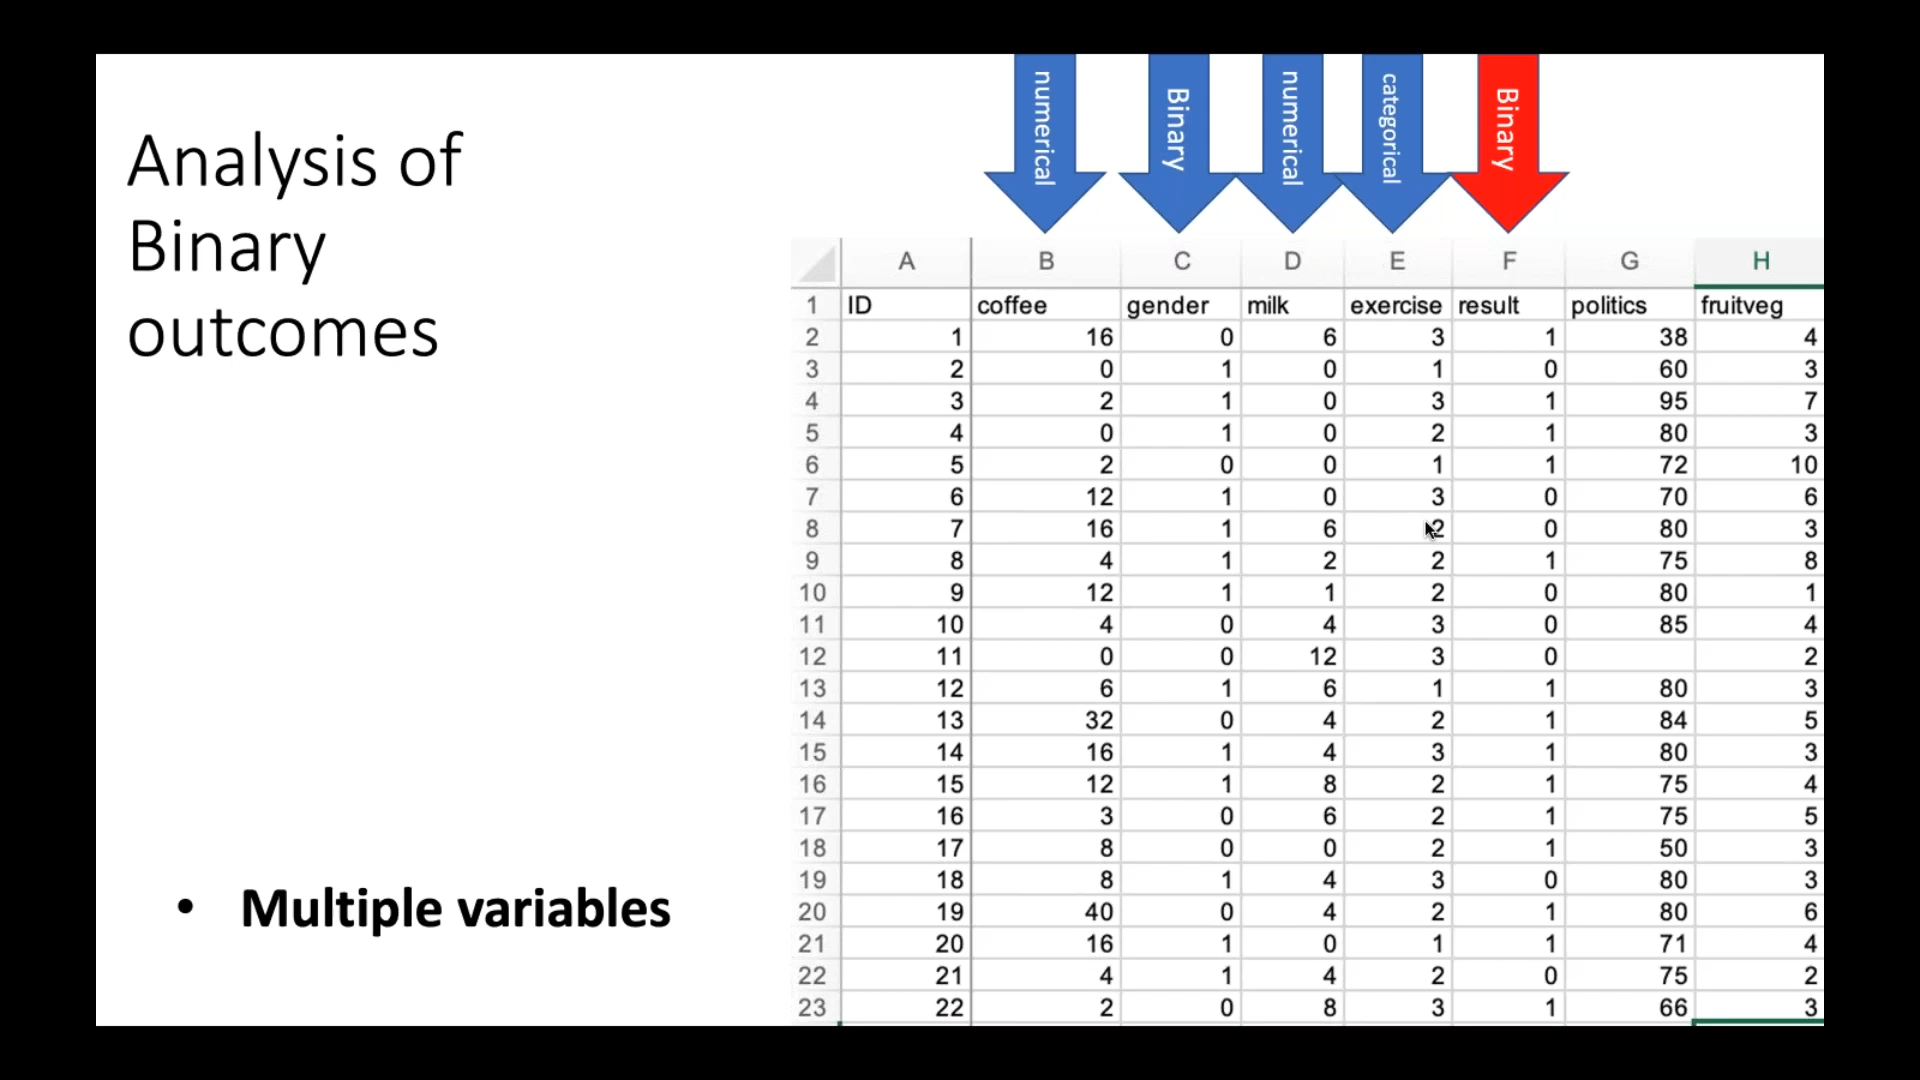 Analysis of
Binary
outcomes
• Multiple variables
numerical
Binary
numerical
categorical
Binary
A B C D E F G H
1 ID coffee gender milk exercise result politics fruitveg
2 1 16 0 6 3 1 38 4
3 2 0 1 0 1 0 60 3
4 3 2 1 0 3 1 95 7
5 4 0 1 0 2 1 80 3
6 5 2 0 0 1 1 72 10
7 6 12 1 0 3 0 70 6
8 7 16 1 6 2 0 80 3
9 8 4 1 2 2 1 75 8
10 9 12 1 1 2 0 80 1
11 10 4 0 4 3 0 85 4
12 11 0 0 12 3 0 2
13 12 6 1 6 1 1 80 3
14 13 32 0 4 2 1 84 5
15 14 16 1 4 3 1 80 3
16 15 12 1 8 2 1 75 4
17 16 3 0 6 2 1 75 5
18 17 8 0 0 2 1 50 3
19 18 8 1 4 3 0 80 3
20 19 40 0 4 2 1 80 6
21 20 16 1 0 1 1 71 4
22 21 4 1 4 2 0 75 2
23 22 2 0 8 3 1 66 3